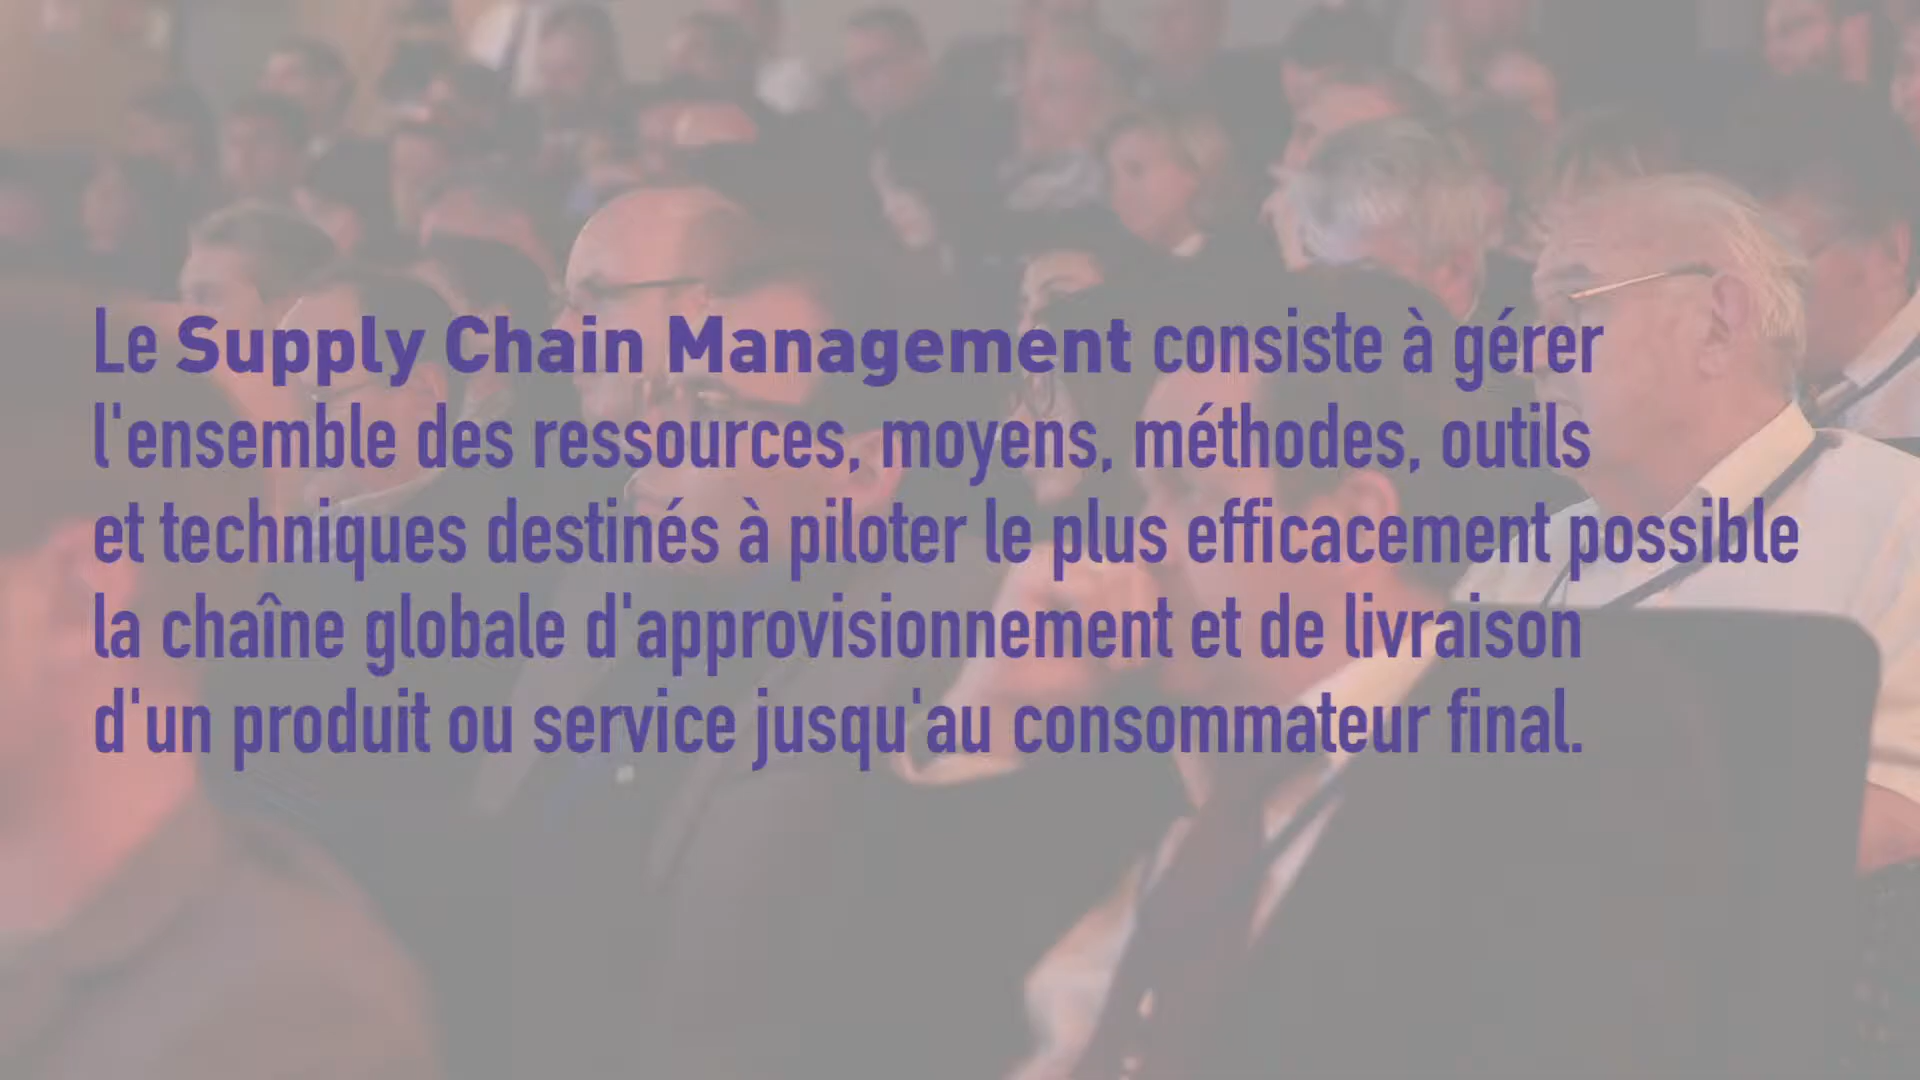 Le Supply Chain Management consiste à gérer
l'ensemble des ressources, moyens, méthodes, outils
et techniques destinés à piloter le plus efficacement possible
la chaîne globale d'approvisionnement et de livraison
d'un produit ou service jusqu'au consommateur final.